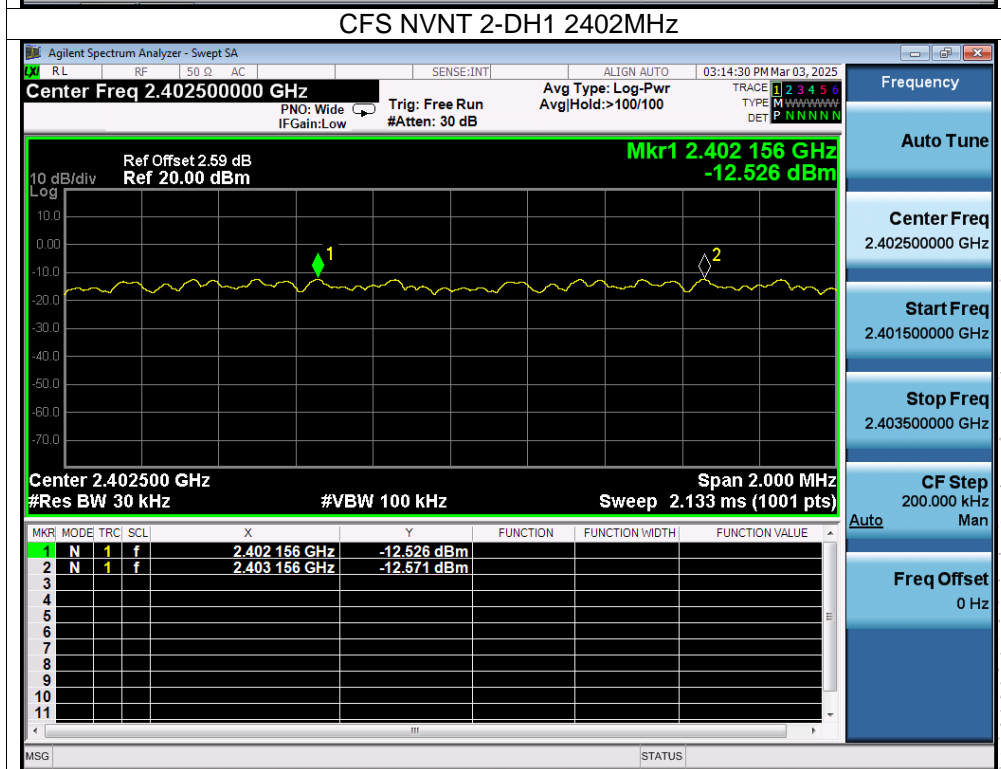 CFS NVNT 2-DH1 2402MHz
Agilent Spectrum Analyzer - Swept SA
LXI RL RF 50 Ω AC SENSE:INT ALIGN AUTO 03:14:30 PM Mar 03, 2025
Center Freq 2.402500000 GHz
PNO: Wide
IFGain:Low
Trig: Free Run
#Atten: 30 dB
Avg Type: Log-Pwr
Avg|Hold:>100/100
TRACE 1 2 3 4 5 6
TYPE M WWWWW
DET P N N N N N
Frequency
Mkr1 2.402 156 GHz
-12.526 dBm
Ref Offset 2.59 dB
10 dB/div Ref 20.00 dBm
Log
10.0
0.00
-10.0
-20.0
-30.0
-40.0
-50.0
-60.0
-70.0
1
2
Center 2.402500 GHz Span 2.000 MHz
#Res BW 30 kHz #VBW 100 kHz Sweep 2.133 ms (1001 pts)
MKR MODE TRC SCL X Y FUNCTION FUNCTION WIDTH FUNCTION VALUE
1 N 1 f 2.402 156 GHz -12.526 dBm
2 N 1 f 2.403 156 GHz -12.571 dBm
3
4
5
6
7
8
9
10
11
Auto Tune
Center Freq
2.402500000 GHz
Start Freq
2.401500000 GHz
Stop Freq
2.403500000 GHz
CF Step
200.000 kHz
Auto Man
Freq Offset
0 Hz
MSG STATUS